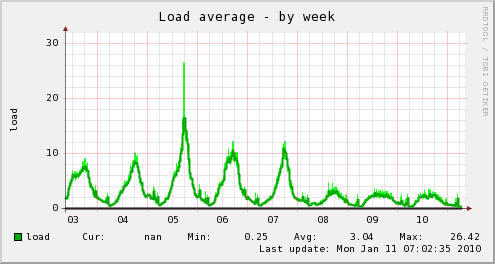 Load average - by week
RRDTOOL / TOBI OETIKER
load
30
20
10
0
03 04 05 06 07 08 09 10
load Cur: nan Min: 0.25 Avg: 3.04 Max: 26.42
Last update: Mon Jan 11 07:02:35 2010